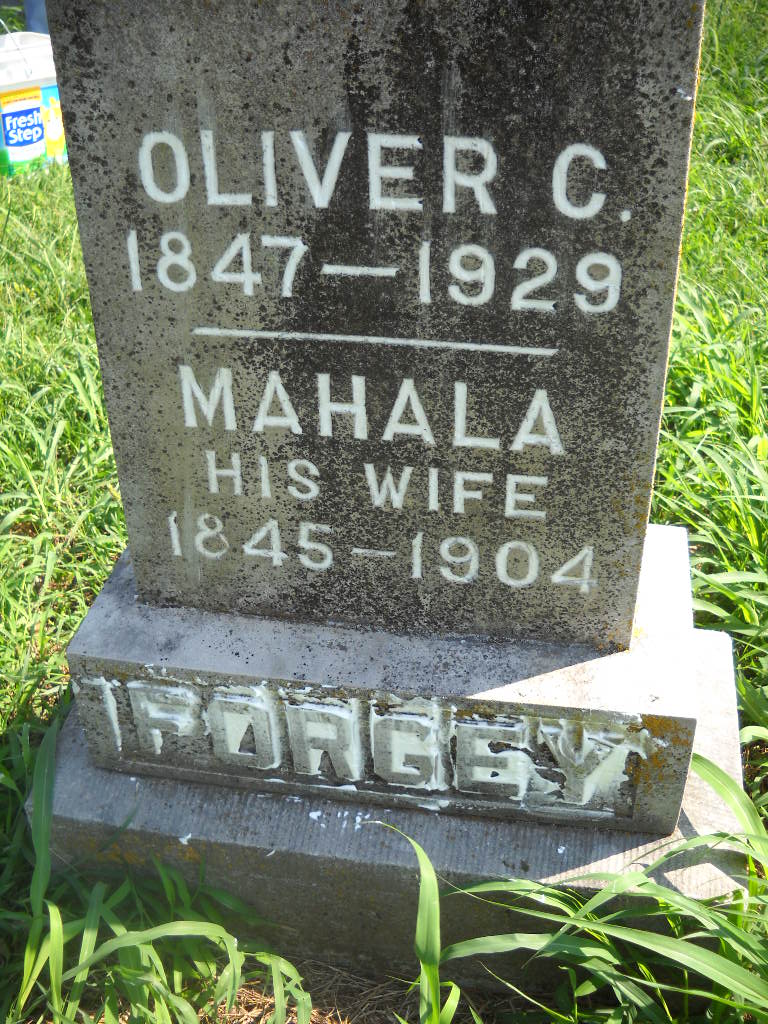 Fresh
Step
OLIVER C.
1847—1929
MAHALA
HIS WIFE
1845—1904
FORGEY